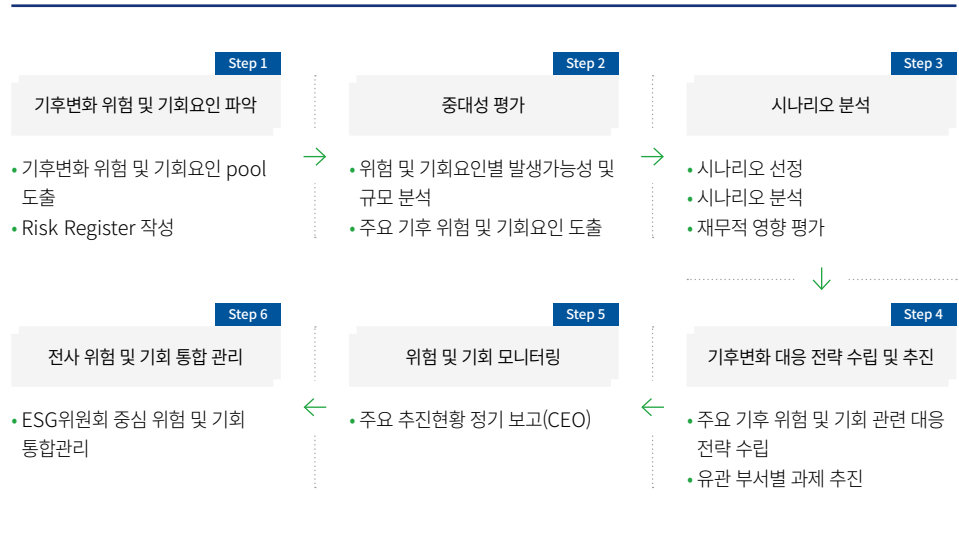 Step 1
기후변화 위험 및 기회요인 파악
• 기후변화 위험 및 기회요인 pool
도출
• Risk Register 작성
Step 2
중대성 평가
• 위험 및 기회요인별 발생가능성 및
규모 분석
• 주요 기후 위험 및 기회요인 도출
Step 3
시나리오 분석
• 시나리오 선정
• 시나리오 분석
• 재무적 영향 평가
Step 4
기후변화 대응 전략 수립 및 추진
• 주요 기후 위험 및 기회 관련 대응
전략 수립
• 유관 부서별 과제 추진
Step 5
위험 및 기회 모니터링
• 주요 추진현황 정기 보고(CEO)
Step 6
전사 위험 및 기회 통합 관리
• ESG위원회 중심 위험 및 기회
통합관리